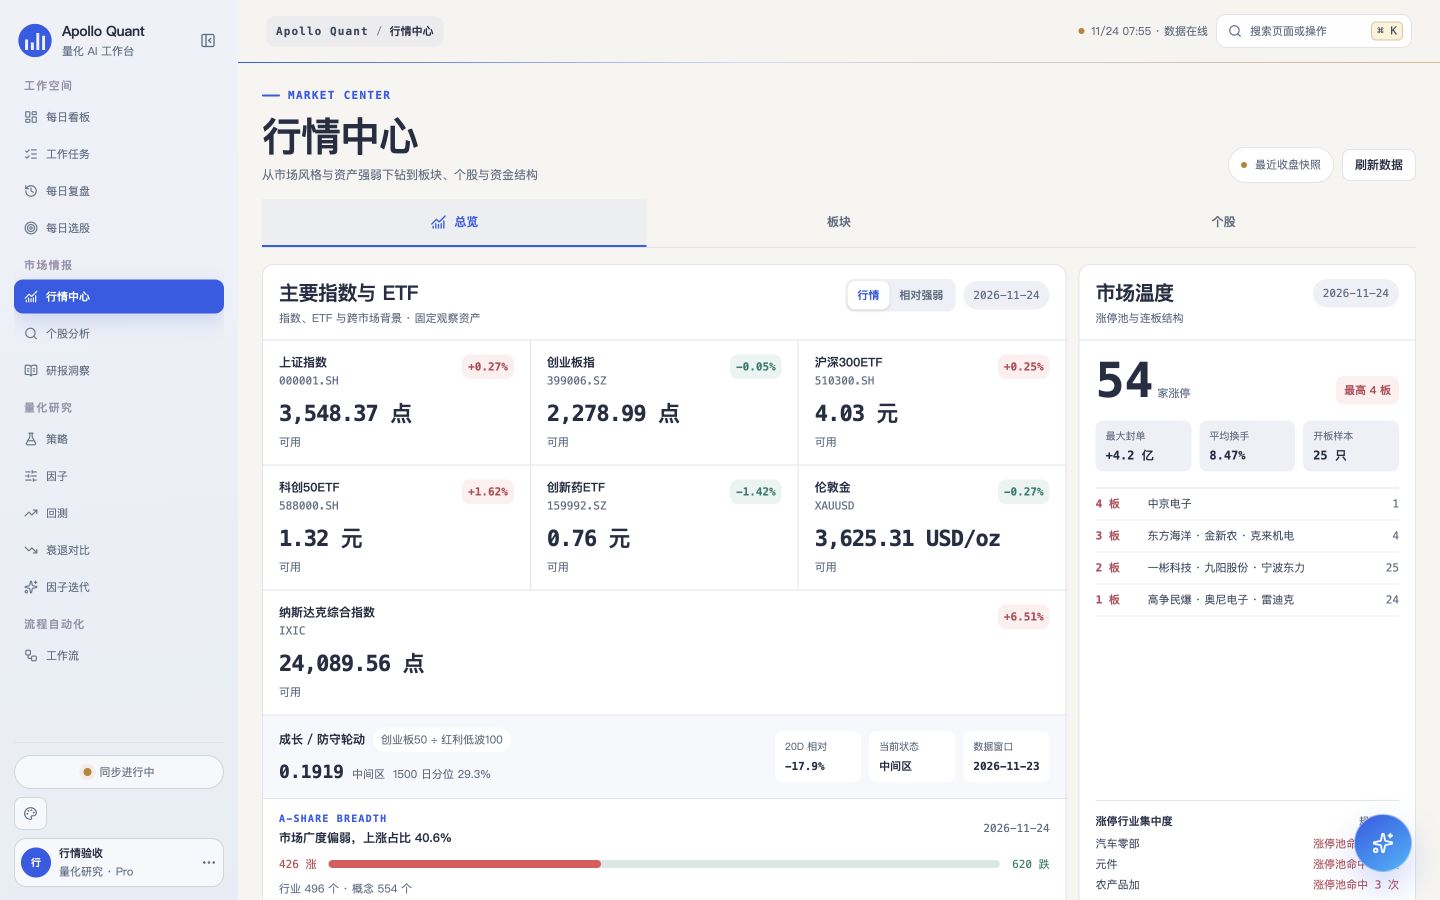 Apollo Quant
量化 AI 工作台
工作空间
每日看板
工作任务
每日复盘
每日选股
市场情报
行情中心
个股分析
研报洞察
量化研究
策略
因子
回测
衰退对比
因子迭代
流程自动化
工作流
同步进行中
行
行情验收
量化研究 · Pro
Apollo Quant / 行情中心
11/24 07:55 · 数据在线
搜索页面或操作
⌘ K
MARKET CENTER
行情中心
从市场风格与资产强弱下钻到板块、个股与资金结构
最近收盘快照
刷新数据
总览
板块
个股
主要指数与 ETF
指数、ETF 与跨市场背景 · 固定观察资产
行情
相对强弱
2026-11-24
上证指数
000001.SH
+0.27%
3,548.37 点
可用
创业板指
399006.SZ
-0.05%
2,278.99 点
可用
沪深300ETF
510300.SH
+0.25%
4.03 元
可用
科创50ETF
588000.SH
+1.62%
1.32 元
可用
创新药ETF
159992.SZ
-1.42%
0.76 元
可用
伦敦金
XAUUSD
-0.27%
3,625.31 USD/oz
可用
纳斯达克综合指数
IXIC
+6.51%
24,089.56 点
可用
成长 / 防守轮动
创业板50 ÷ 红利低波100
0.1919 中间区 1500 日分位 29.3%
20D 相对
-17.9%
当前状态
中间区
数据窗口
2026-11-23
A-SHARE BREADTH
市场广度偏弱，上涨占比 40.6%
2026-11-24
426 涨
620 跌
行业 496 个 · 概念 554 个
市场温度
涨停池与连板结构
2026-11-24
54 家涨停
最高 4 板
最大封单
+4.2 亿
平均换手
8.47%
开板样本
25 只
4 板 中京电子 1
3 板 东方海洋 · 金新农 · 克来机电 4
2 板 一彬科技 · 九阳股份 · 宁波东力 25
1 板 高争民爆 · 奥尼电子 · 雷迪克 24
涨停行业集中度
汽车零部 涨停池命
元件 涨停池命中
农产品加 涨停池命中 3 次